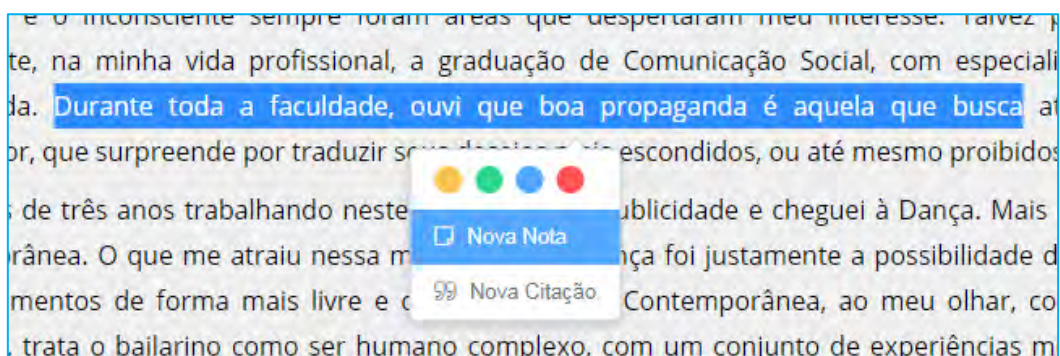 e o inconsciente sempre foram áreas que despertaram meu interesse. Talvez
te, na minha vida profissional, a graduação de Comunicação Social, com especiali
da. Durante toda a faculdade, ouvi que boa propaganda é aquela que busca at
or, que surpreende por traduzir seus desejos mais escondidos, ou até mesmo proibidos
s de três anos trabalhando neste ublicidade e cheguei à Dança. Mais
Nova Nota
rânea. O que me atraiu nessa m nça foi justamente a possibilidade d
Nova Citação
mentos de forma mais livre e c Contemporânea, ao meu olhar, co
, trata o bailarino como ser humano complexo, com um conjunto de experiências m